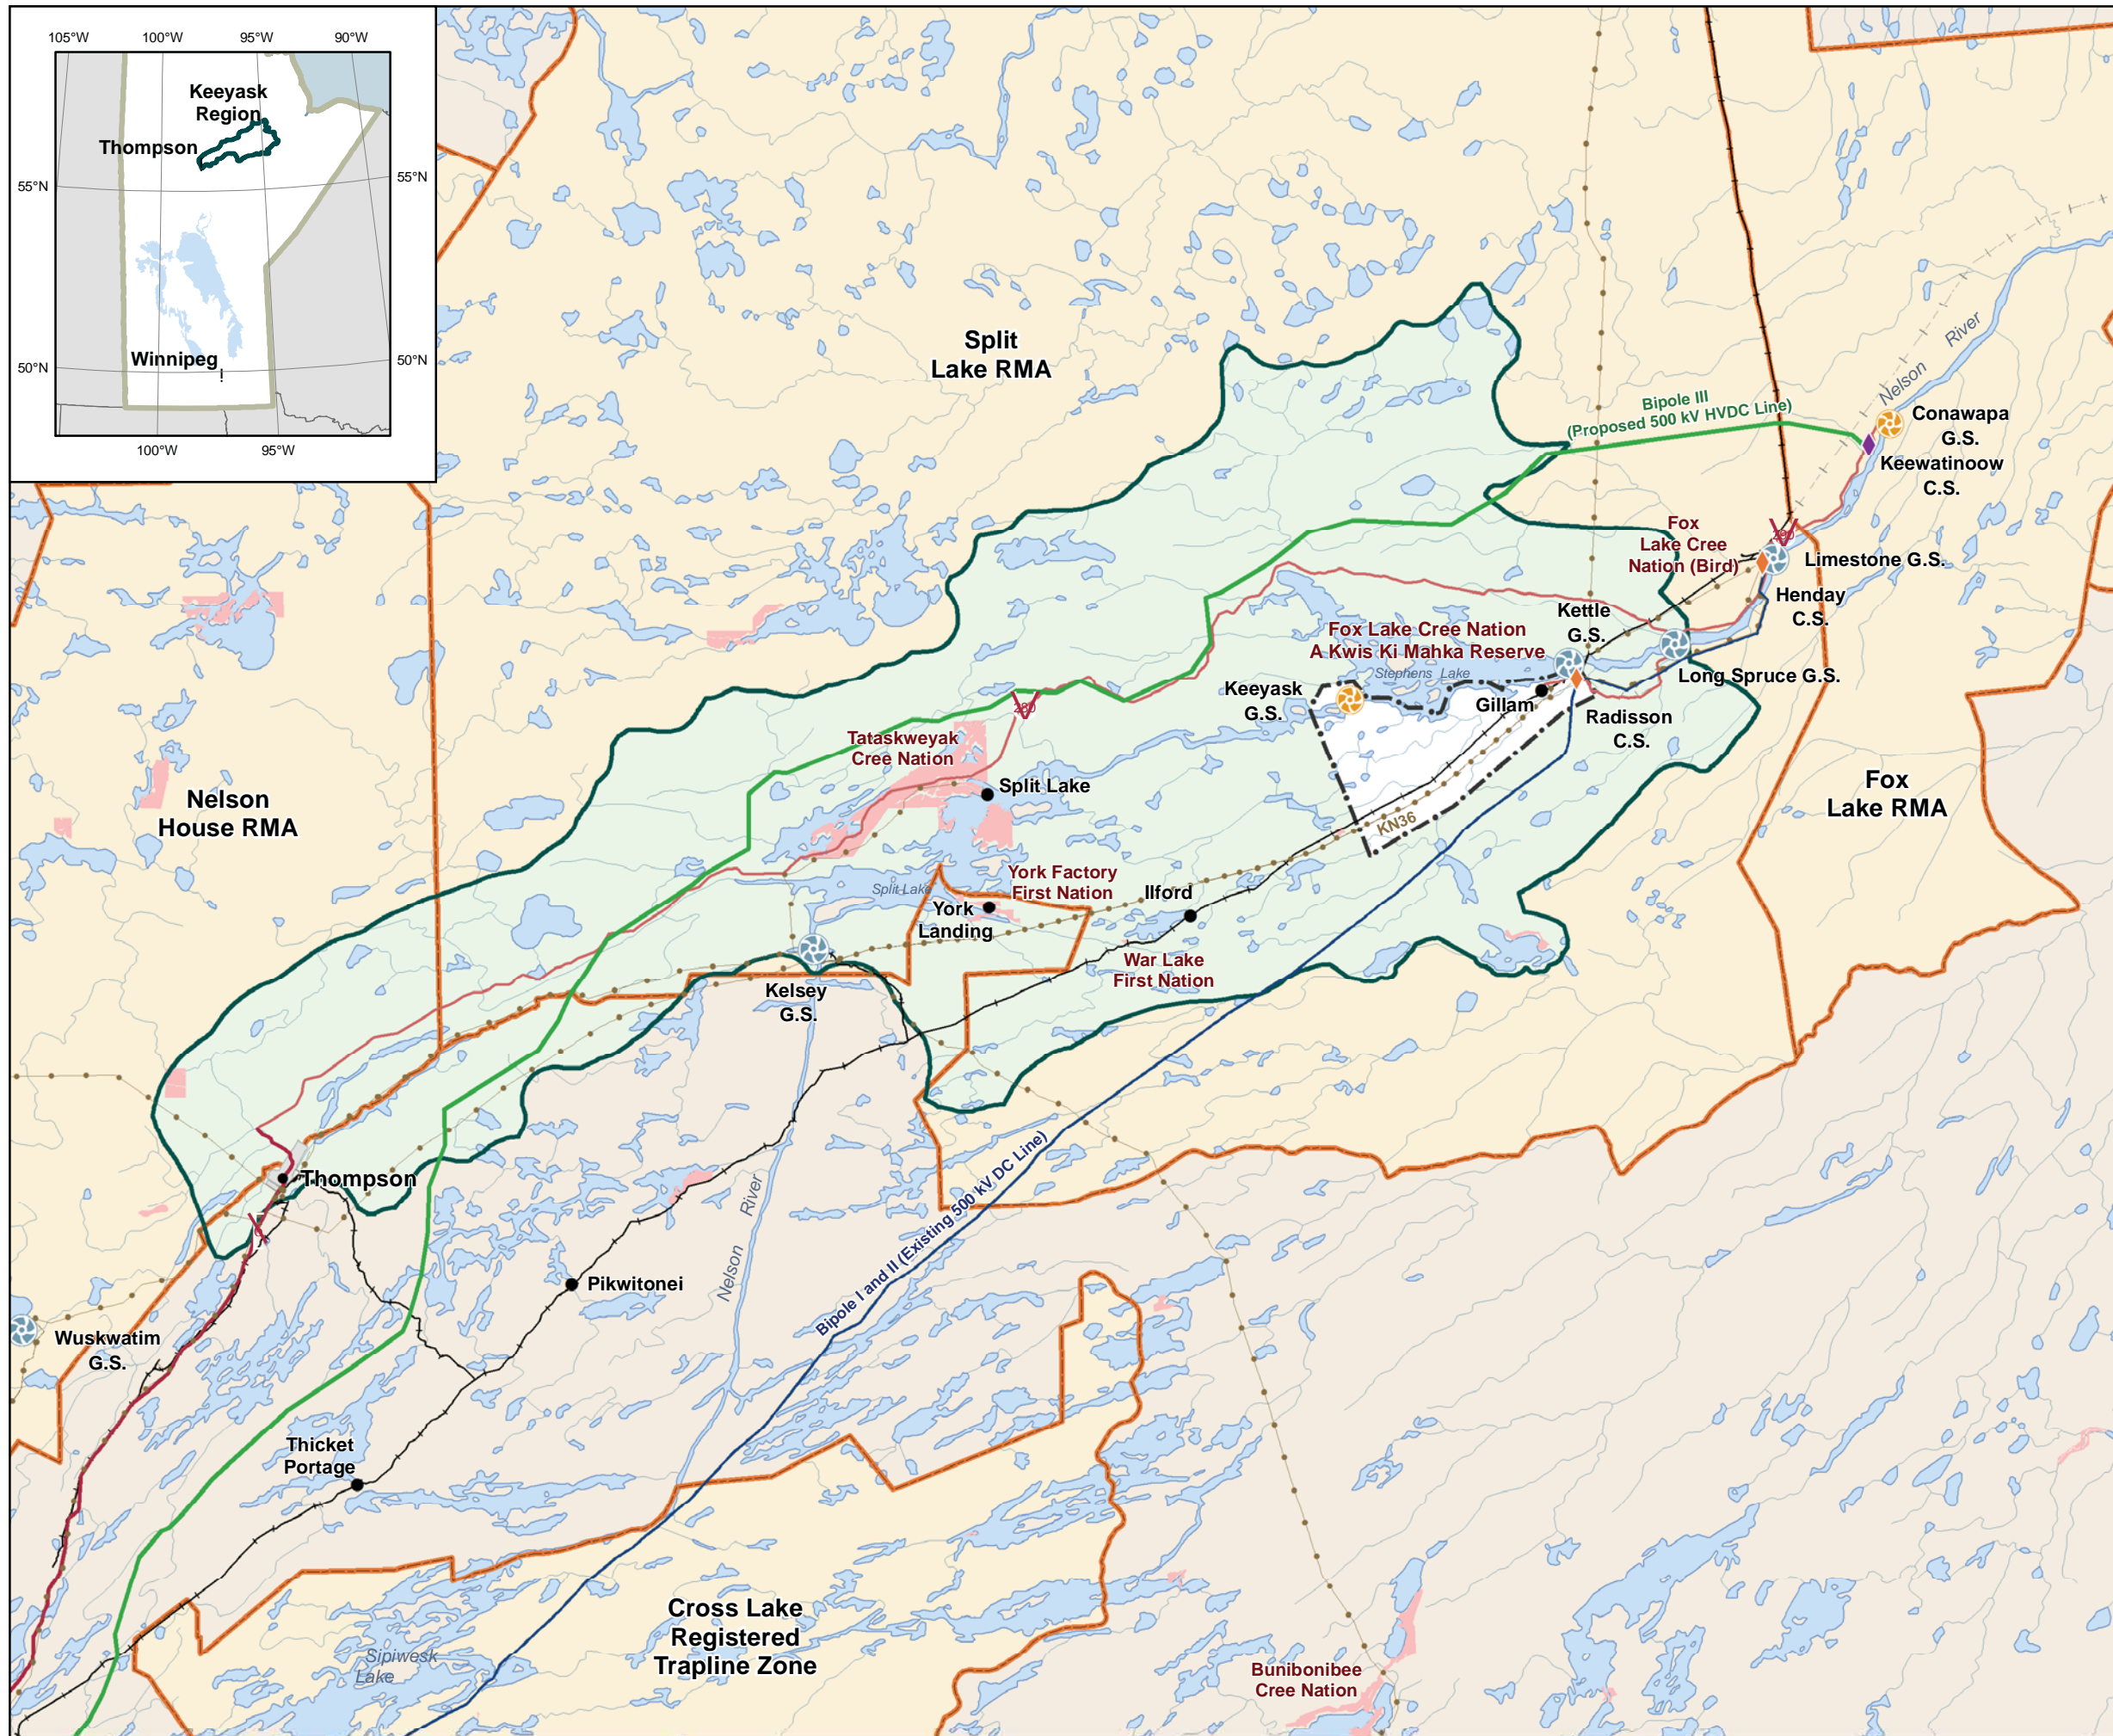 105°W 100°W 95°W 90°W
Keeyask
Region
Thompson
55°N 55°N
50°N 50°N
Winnipeg
!
100°W 95°W
Split
Lake RMA
Bipole III
(Proposed 500 kV HVDC Line)
Nelson River
Conawapa
G.S.
Keewatinoow
C.S.
Fox
Lake Cree
Nation (Bird)
290
Limestone G.S.
Henday
C.S.
Kettle
G.S.
Fox Lake Cree Nation
A Kwis Ki Mahka Reserve
Stephens Lake
Long Spruce G.S.
Keeyask
G.S.
Gillam
Radisson
C.S.
280
Tataskweyak
Cree Nation
Split Lake
KN36
Nelson
House RMA
Fox
Lake RMA
Split Lake
York Factory
First Nation
Ilford
York
Landing
War Lake
First Nation
Kelsey
G.S.
Thompson
Nelson River
Bipole I and II (Existing 500 kV DC Line)
Pikwitonei
Wuskwatim
G.S.
Thicket
Portage
Cross Lake
Registered
Trapline Zone
Sipiwesk
Lake
Bunibonibee
Cree Nation